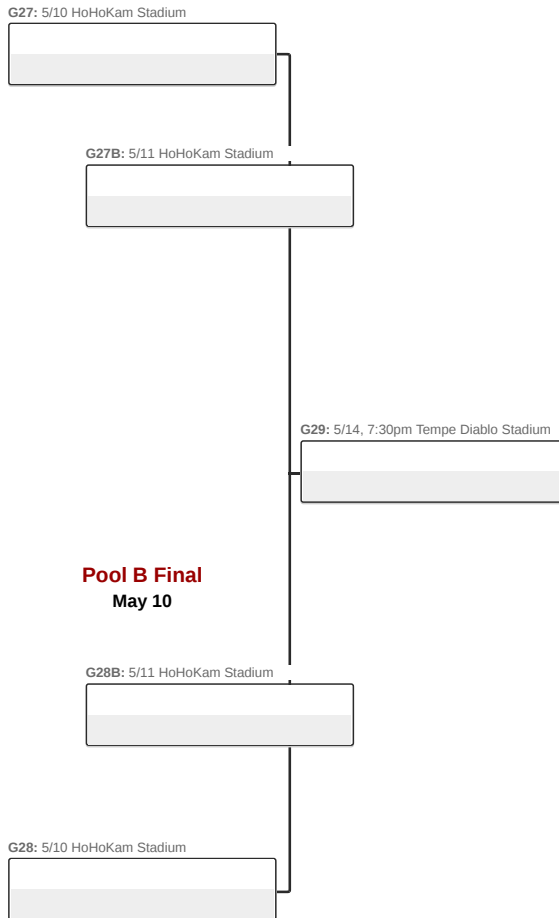 G27: 5/10 HoHoKam Stadium
G27B: 5/11 HoHoKam Stadium
G29: 5/14, 7:30pm Tempe Diablo Stadium
Pool B Final
May 10
G28B: 5/11 HoHoKam Stadium
G28: 5/10 HoHoKam Stadium